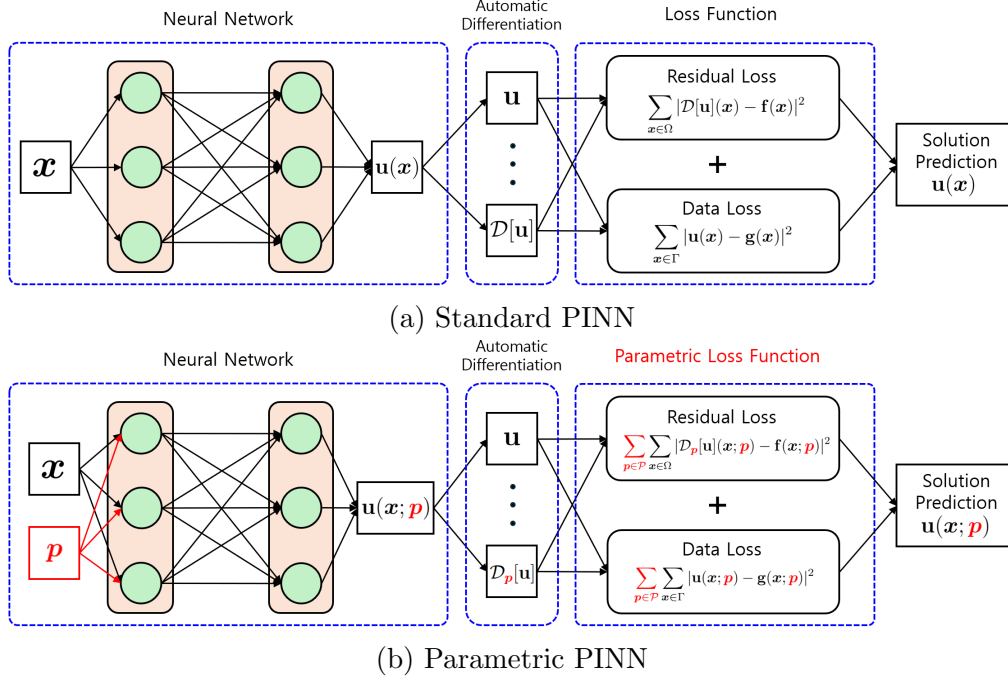 Neural Network
Automatic
Differentiation
Loss Function
x
u(x)
u
D[u]
Residual Loss
∑_{x∈Ω} |D[u](x) − f(x)|²
+
Data Loss
∑_{x∈Γ} |u(x) − g(x)|²
Solution
Prediction
u(x)
(a) Standard PINN
Neural Network
Automatic
Differentiation
Parametric Loss Function
x
p
u(x; p)
u
D_p[u]
Residual Loss
∑_{p∈P} ∑_{x∈Ω} |D_p[u](x; p) − f(x; p)|²
+
Data Loss
∑_{p∈P} ∑_{x∈Γ} |u(x; p) − g(x; p)|²
Solution
Prediction
u(x; p)
(b) Parametric PINN